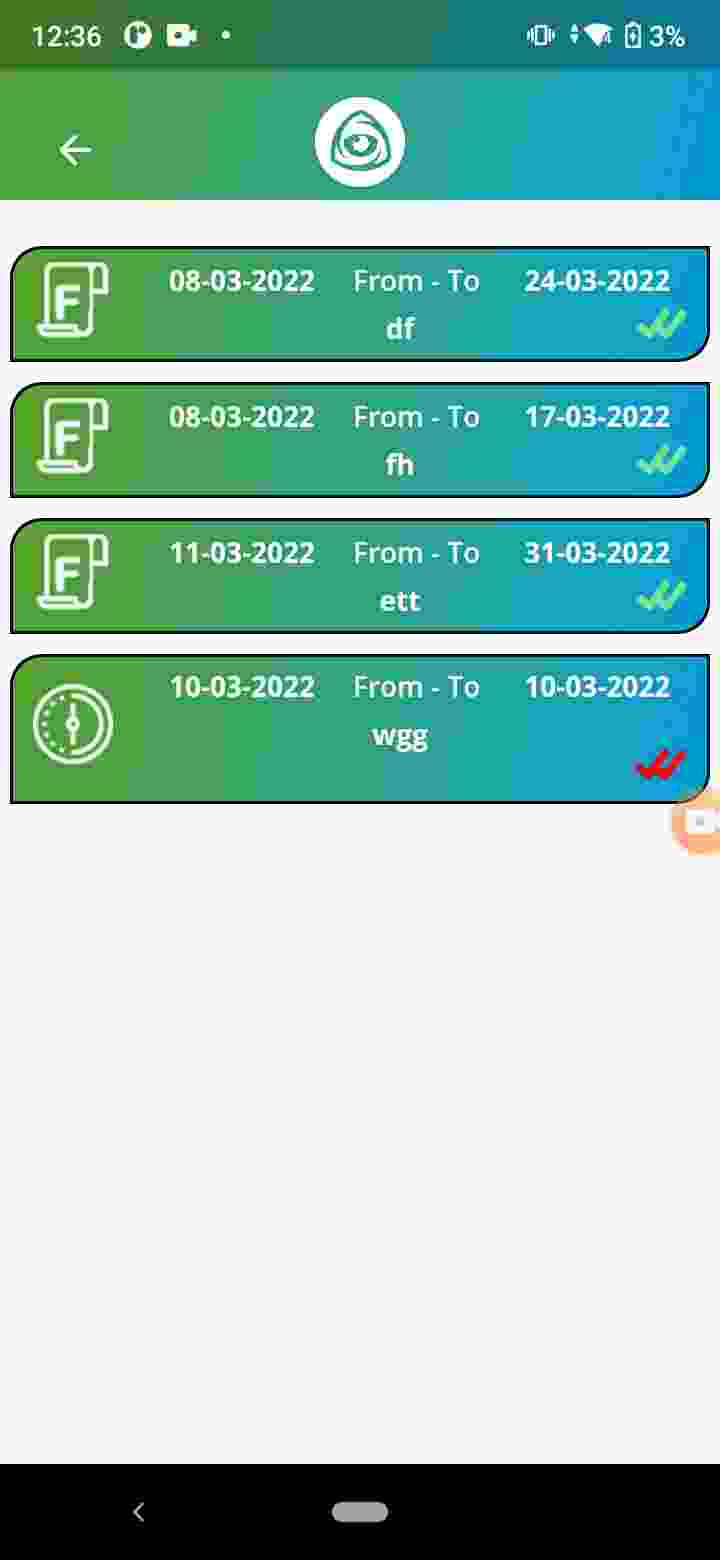 12:36 3%
08-03-2022 From - To 24-03-2022
df
F
08-03-2022 From - To 17-03-2022
fh
F
11-03-2022 From - To 31-03-2022
ett
F
10-03-2022 From - To 10-03-2022
wgg